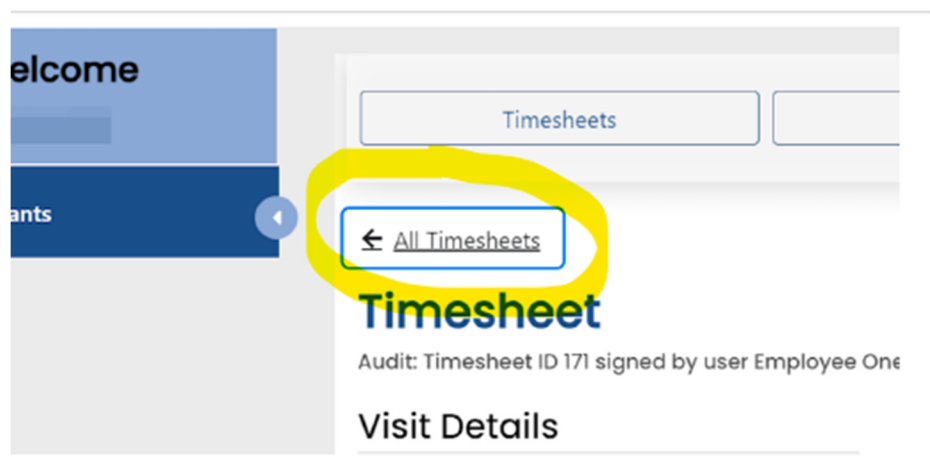 elcome
ants
Timesheets
← All Timesheets
Timesheet
Audit: Timesheet ID 171 signed by user Employee One
Visit Details